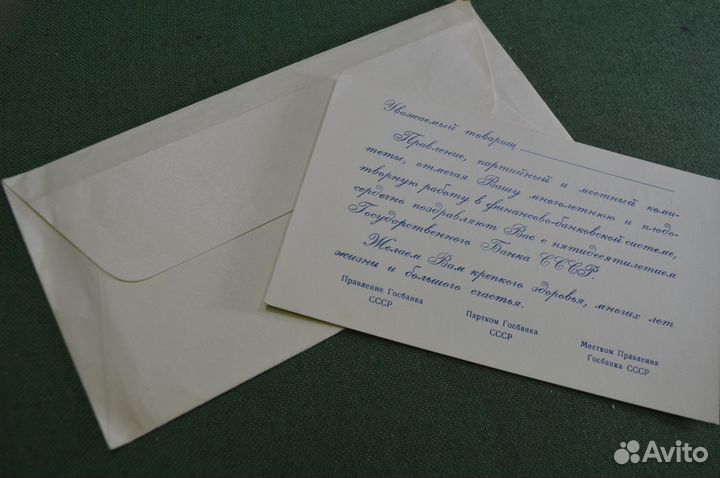 Уважаемый товарищ
Правление, партийный и местный коми-
теты, отмечая Вашу многолетнюю и плодо-
творную работу в финансово-банковской системе,
сердечно поздравляют Вас с пятидесятилетием
Государственного Банка СССР.
Желаем Вам крепкого здоровья, многих лет
жизни и большого счастья.
Правление Госбанка
СССР
Партком Госбанка
СССР
Местком Правления
Госбанка СССР
Avito